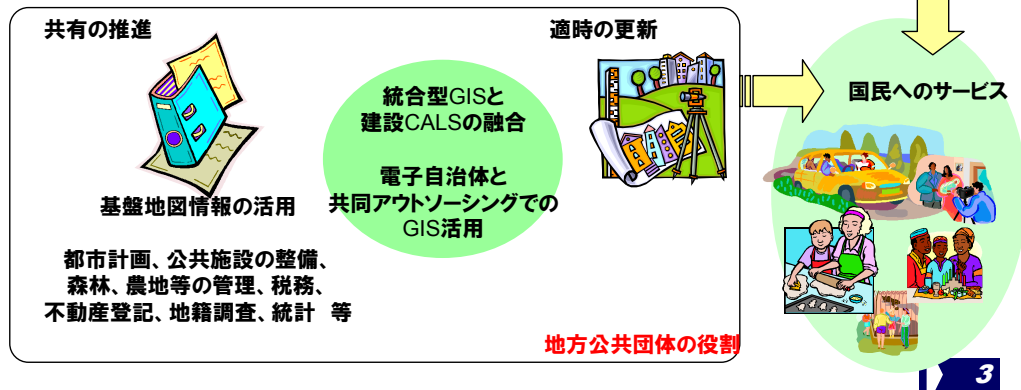 共有の推進
適時の更新
統合型GISと
建設CALSの融合
電子自治体と
共同アウトソーシングでの
GIS活用
基盤地図情報の活用
都市計画、公共施設の整備、
森林、農地等の管理、税務、
不動産登記、地籍調査、統計 等
地方公共団体の役割
国民へのサービス
3